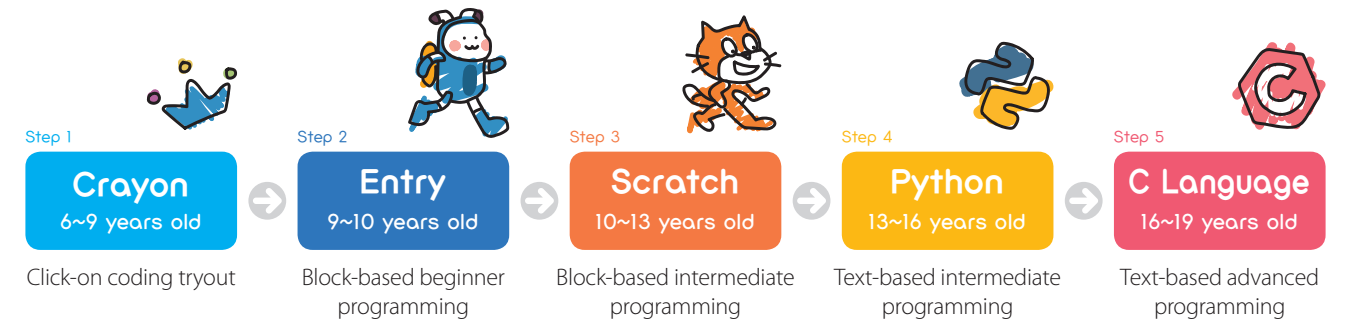 Step 1
Crayon
6~9 years old
Click-on coding tryout
Step 2
Entry
9~10 years old
Block-based beginner
programming
Step 3
Scratch
10~13 years old
Block-based intermediate
programming
Step 4
Python
13~16 years old
Text-based intermediate
programming
C
Step 5
C Language
16~19 years old
Text-based advanced
programming